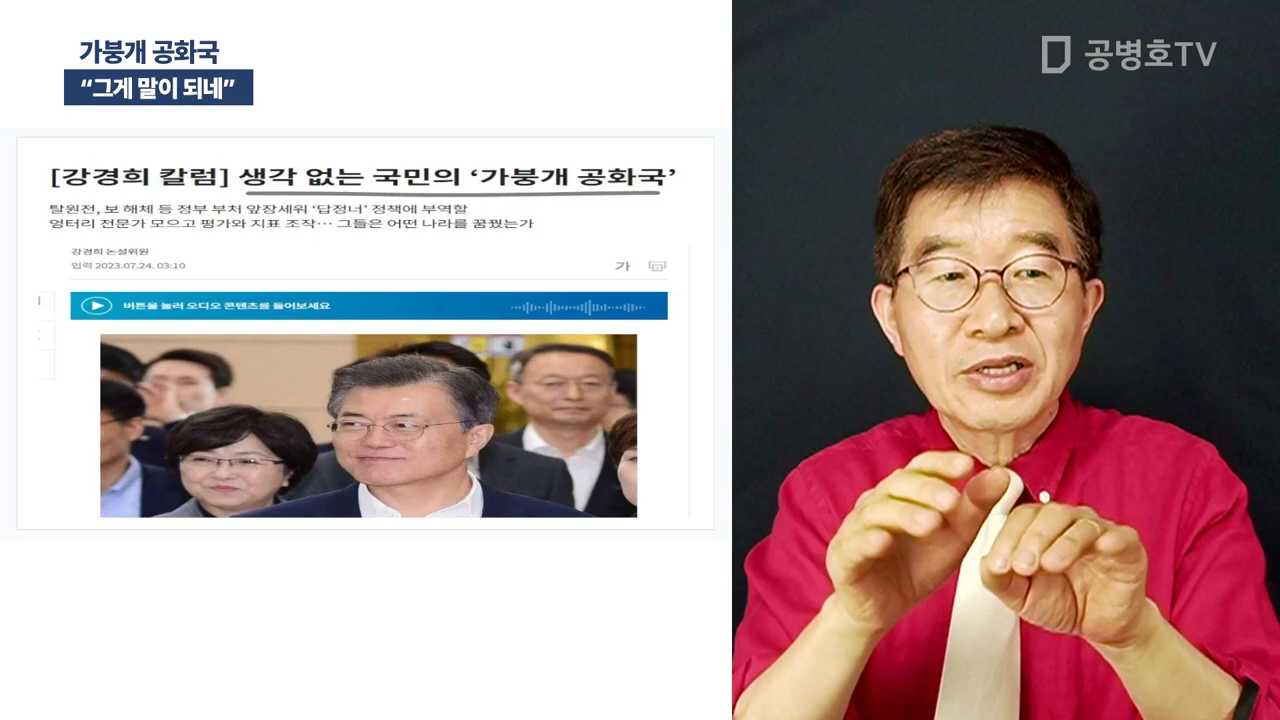 가붕개 공화국
“그게 말이 되네”
공병호TV
[강경희 칼럼] 생각 없는 국민의 ‘가붕개 공화국’
탈원전, 보 해체 등 정부 부처 앞장세워 ‘답정너’ 정책에 부역할
엉터리 전문가 모으고 평가와 지표 조작… 그들은 어떤 나라를 꿈꿨는가
강경희 논설위원
입력 2023.07.24. 03:10
가
버튼을 눌러 오디오 콘텐츠를 들어보세요